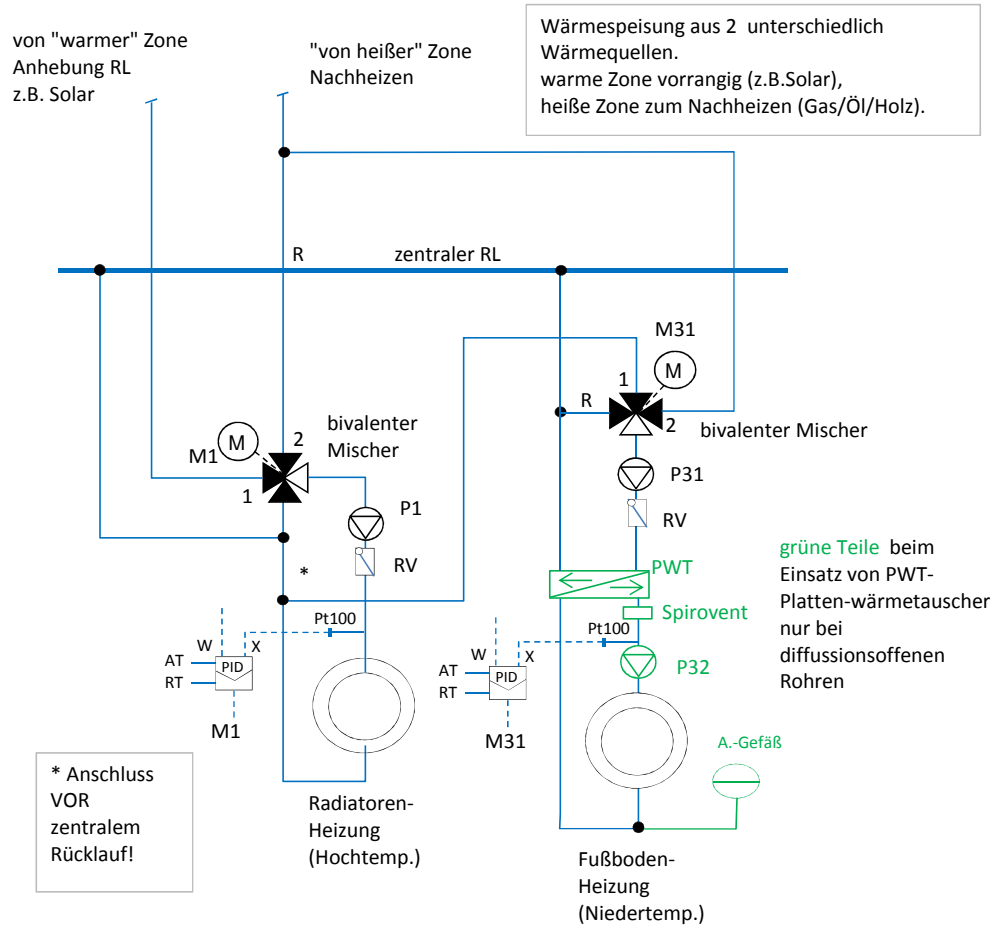 von "warmer" Zone
Anhebung RL
z.B. Solar
"von heißer" Zone
Nachheizen
Wärmespeisung aus 2 unterschiedlich
Wärmequellen.
warme Zone vorrangig (z.B.Solar),
heiße Zone zum Nachheizen (Gas/Öl/Holz).
R
zentraler RL
M31
M
1
R
2
bivalenter Mischer
M
M1
2
1
bivalenter
Mischer
P1
RV
P31
RV
*
PWT
Spirovent
grüne Teile beim
Einsatz von PWT-
Platten-wärmetauscher
nur bei
diffussionsoffenen
Rohren
Pt100
W
X
AT
RT
PID
M1
Pt100
W
X
AT
RT
PID
M31
P32
A.-Gefäß
* Anschluss
VOR
zentralem
Rücklauf!
Radiatoren-
Heizung
(Hochtemp.)
Fußboden-
Heizung
(Niedertemp.)